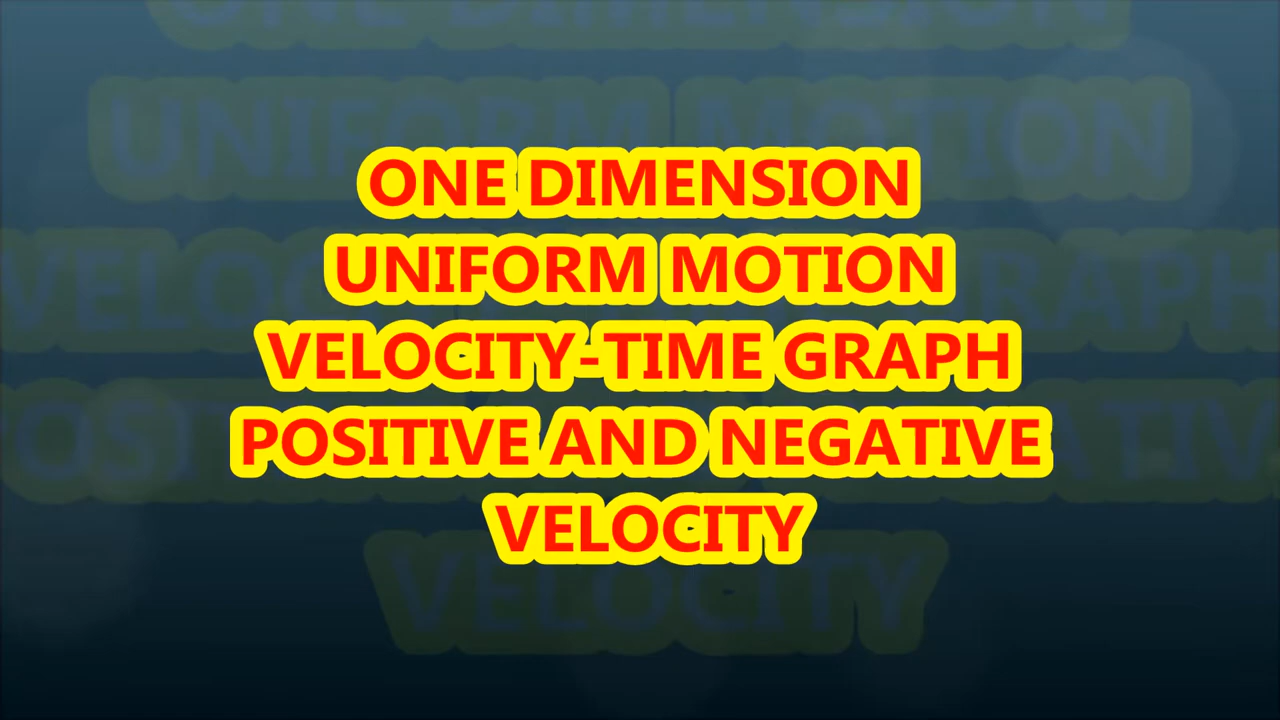 ONE DIMENSION
UNIFORM MOTION
VELOCITY-TIME GRAPH
POSITIVE AND NEGATIVE
VELOCITY